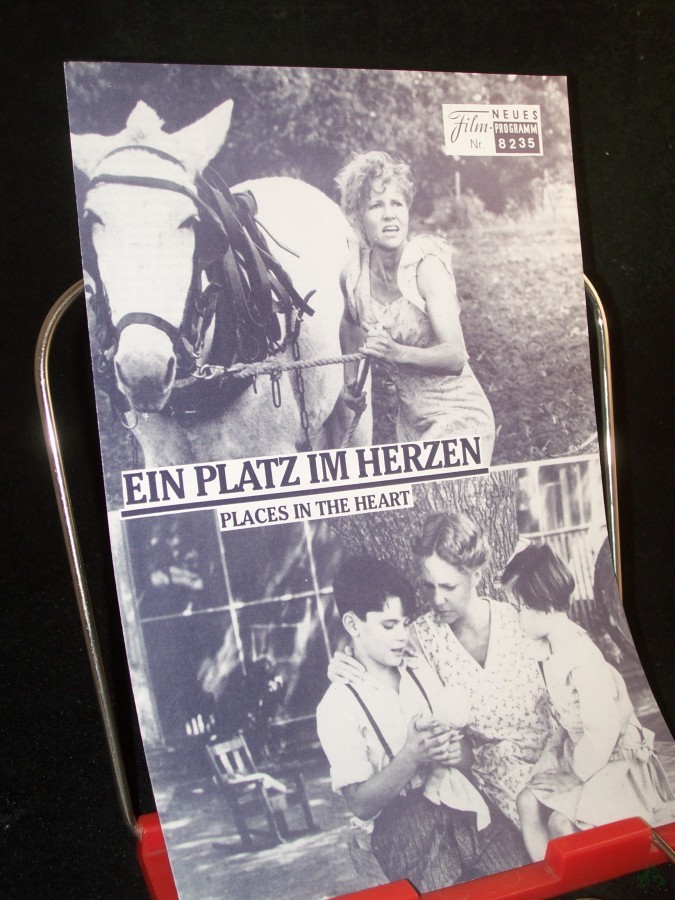 NEUES
Film-PROGRAMM
Nr. 8235
EIN PLATZ IM HERZEN
PLACES IN THE HEART